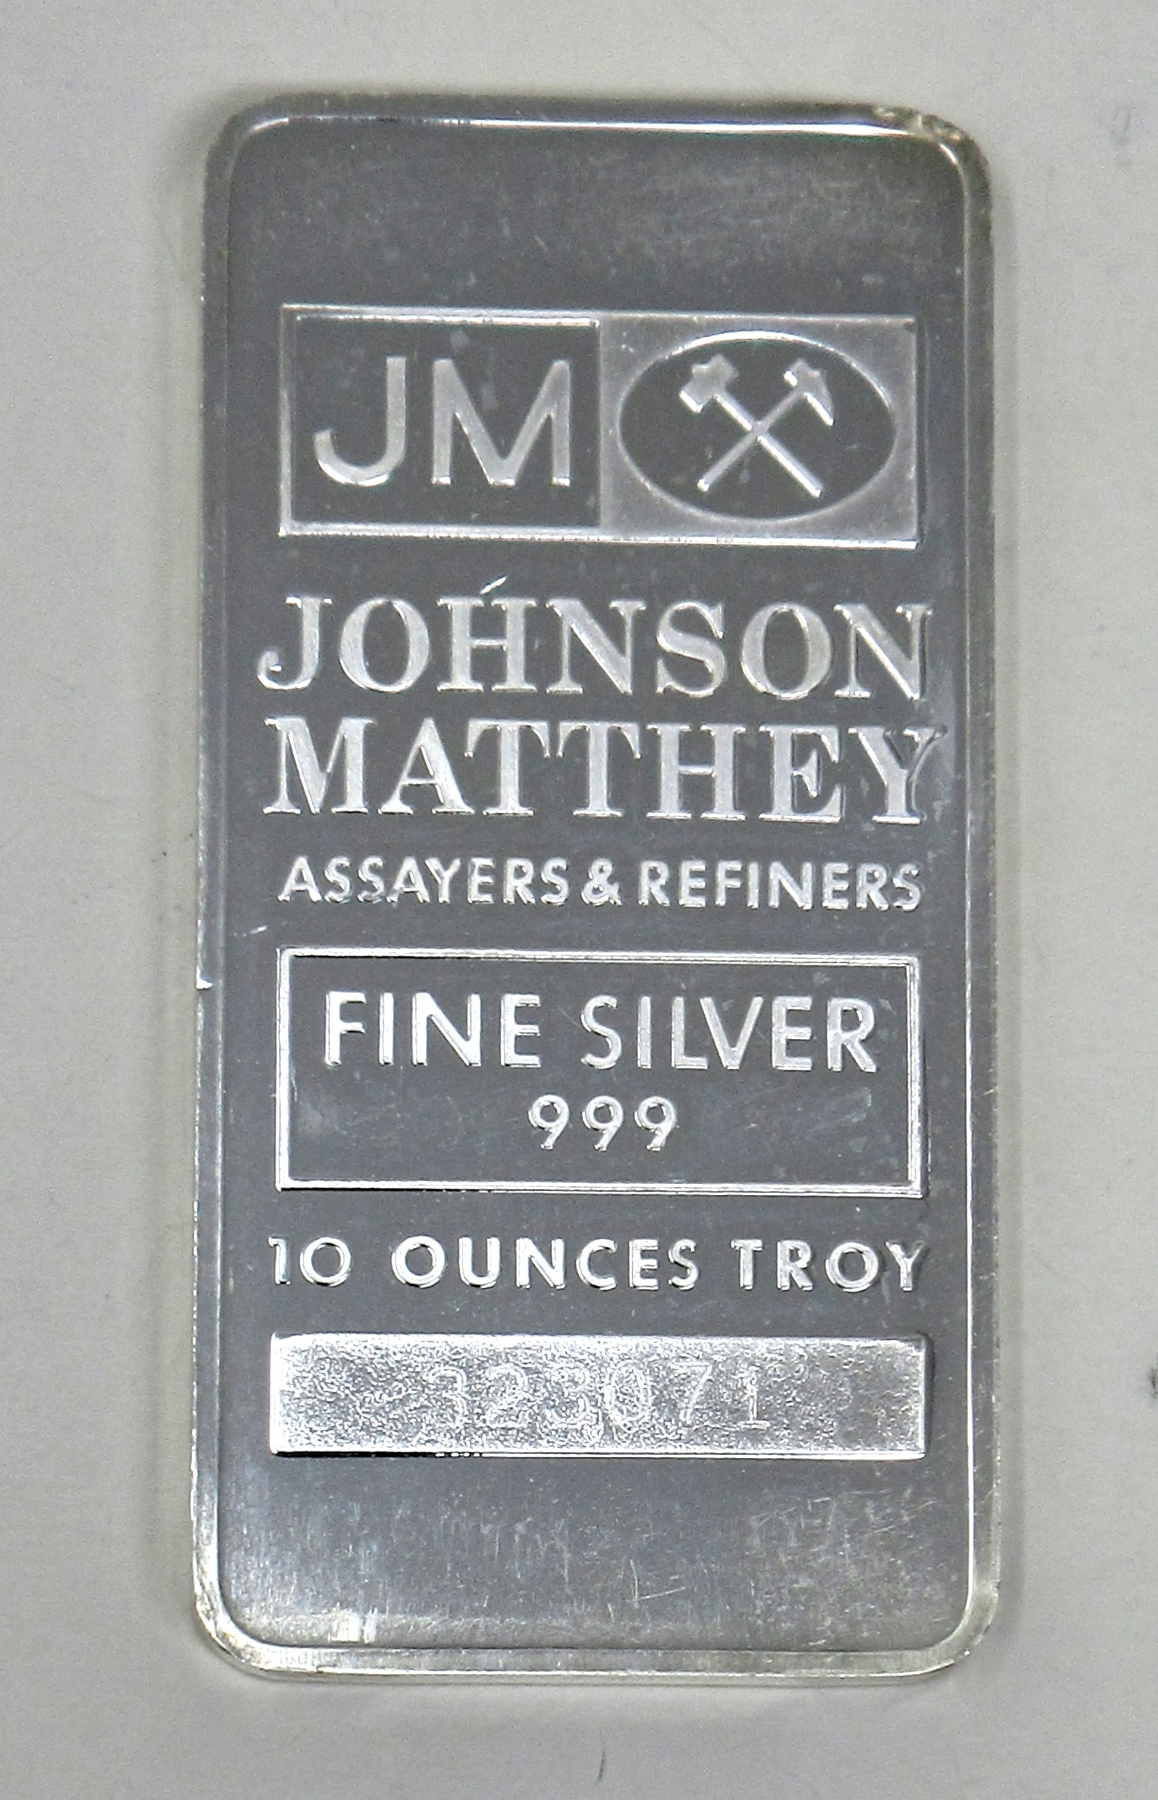 JM
JOHNSON
MATTHEY
ASSAYERS & REFINERS
FINE SILVER
999
10 OUNCES TROY
323071